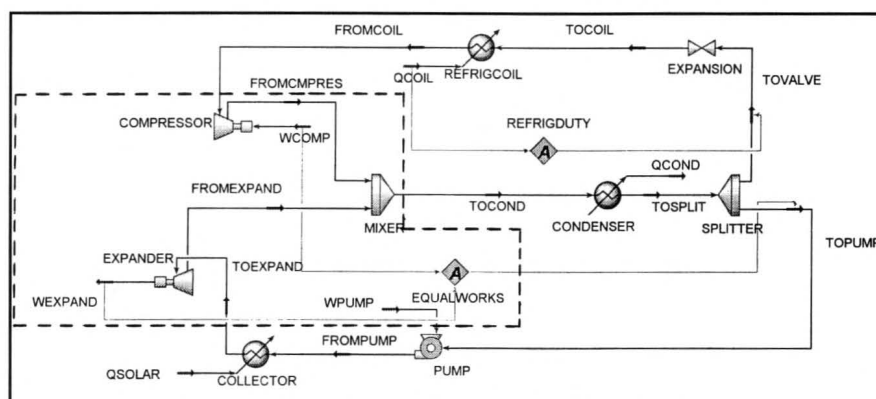 FROMCOIL
TOCOIL
QCOIL
REFRIGCOIL
EXPANSION
TOVALVE
FROMCMPRES
COMPRESSOR
WCOMP
REFRIGDUTY
A
QCOND
FROMEXPAND
MIXER
TOCOND
CONDENSER
TOSPLIT
SPLITTER
TOPUMP
EXPANDER
TOEXPAND
A
WEXPAND
WPUMP
EQUALWORKS
FROMPUMP
PUMP
QSOLAR
COLLECTOR